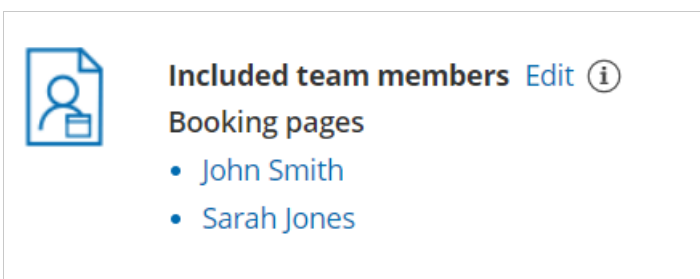 Included team members Edit i
Booking pages
• John Smith
• Sarah Jones